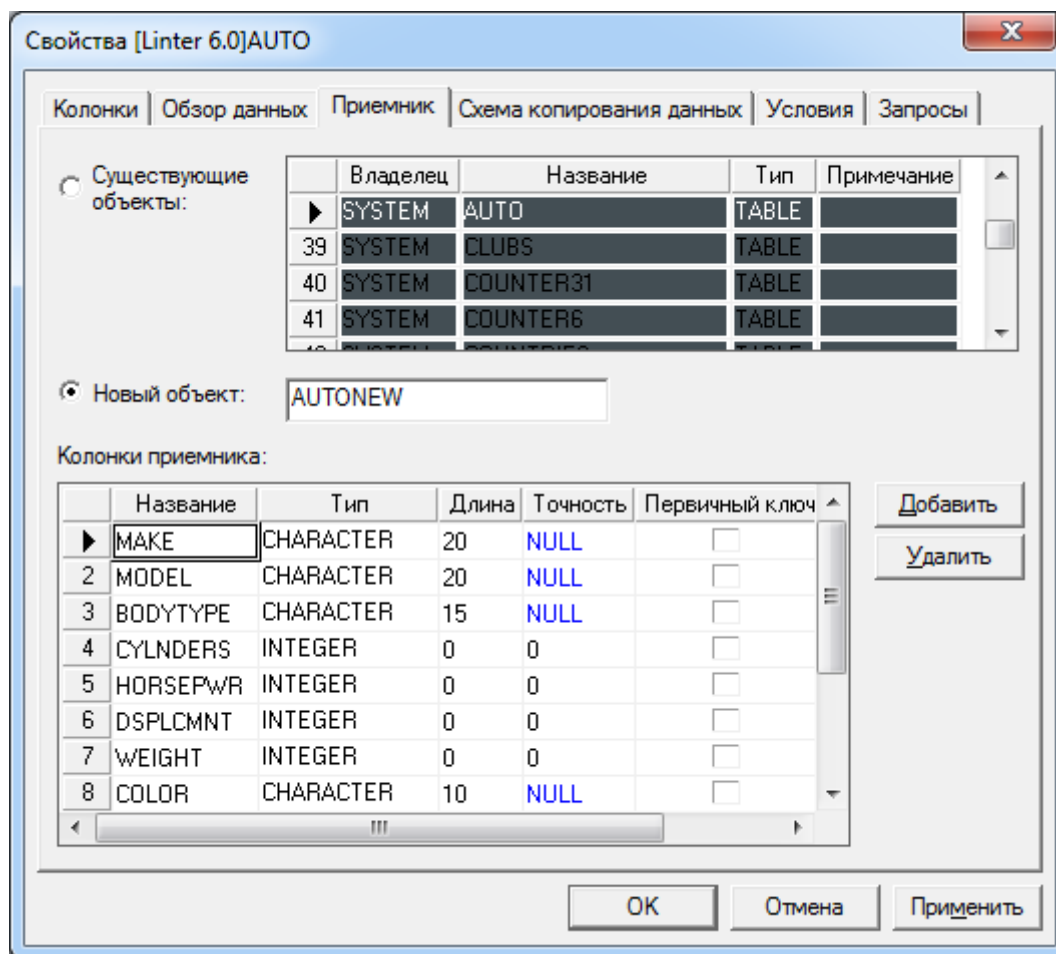 Свойства [Linter 6.0]AUTO
Колонки Обзор данных Приемник Схема копирования данных Условия Запросы
Существующие объекты:
Владелец Название Тип Примечание
SYSTEM AUTO TABLE
39 SYSTEM CLUBS TABLE
40 SYSTEM COUNTER31 TABLE
41 SYSTEM COUNTER6 TABLE
Новый объект: AUTONEW
Колонки приемника:
Название Тип Длина Точность Первичный ключ
MAKE CHARACTER 20 NULL
2 MODEL CHARACTER 20 NULL
3 BODYTYPE CHARACTER 15 NULL
4 CYLNDERS INTEGER 0 0
5 HORSEPWR INTEGER 0 0
6 DSPLCMNT INTEGER 0 0
7 WEIGHT INTEGER 0 0
8 COLOR CHARACTER 10 NULL
Добавить
Удалить
OK Отмена Применить